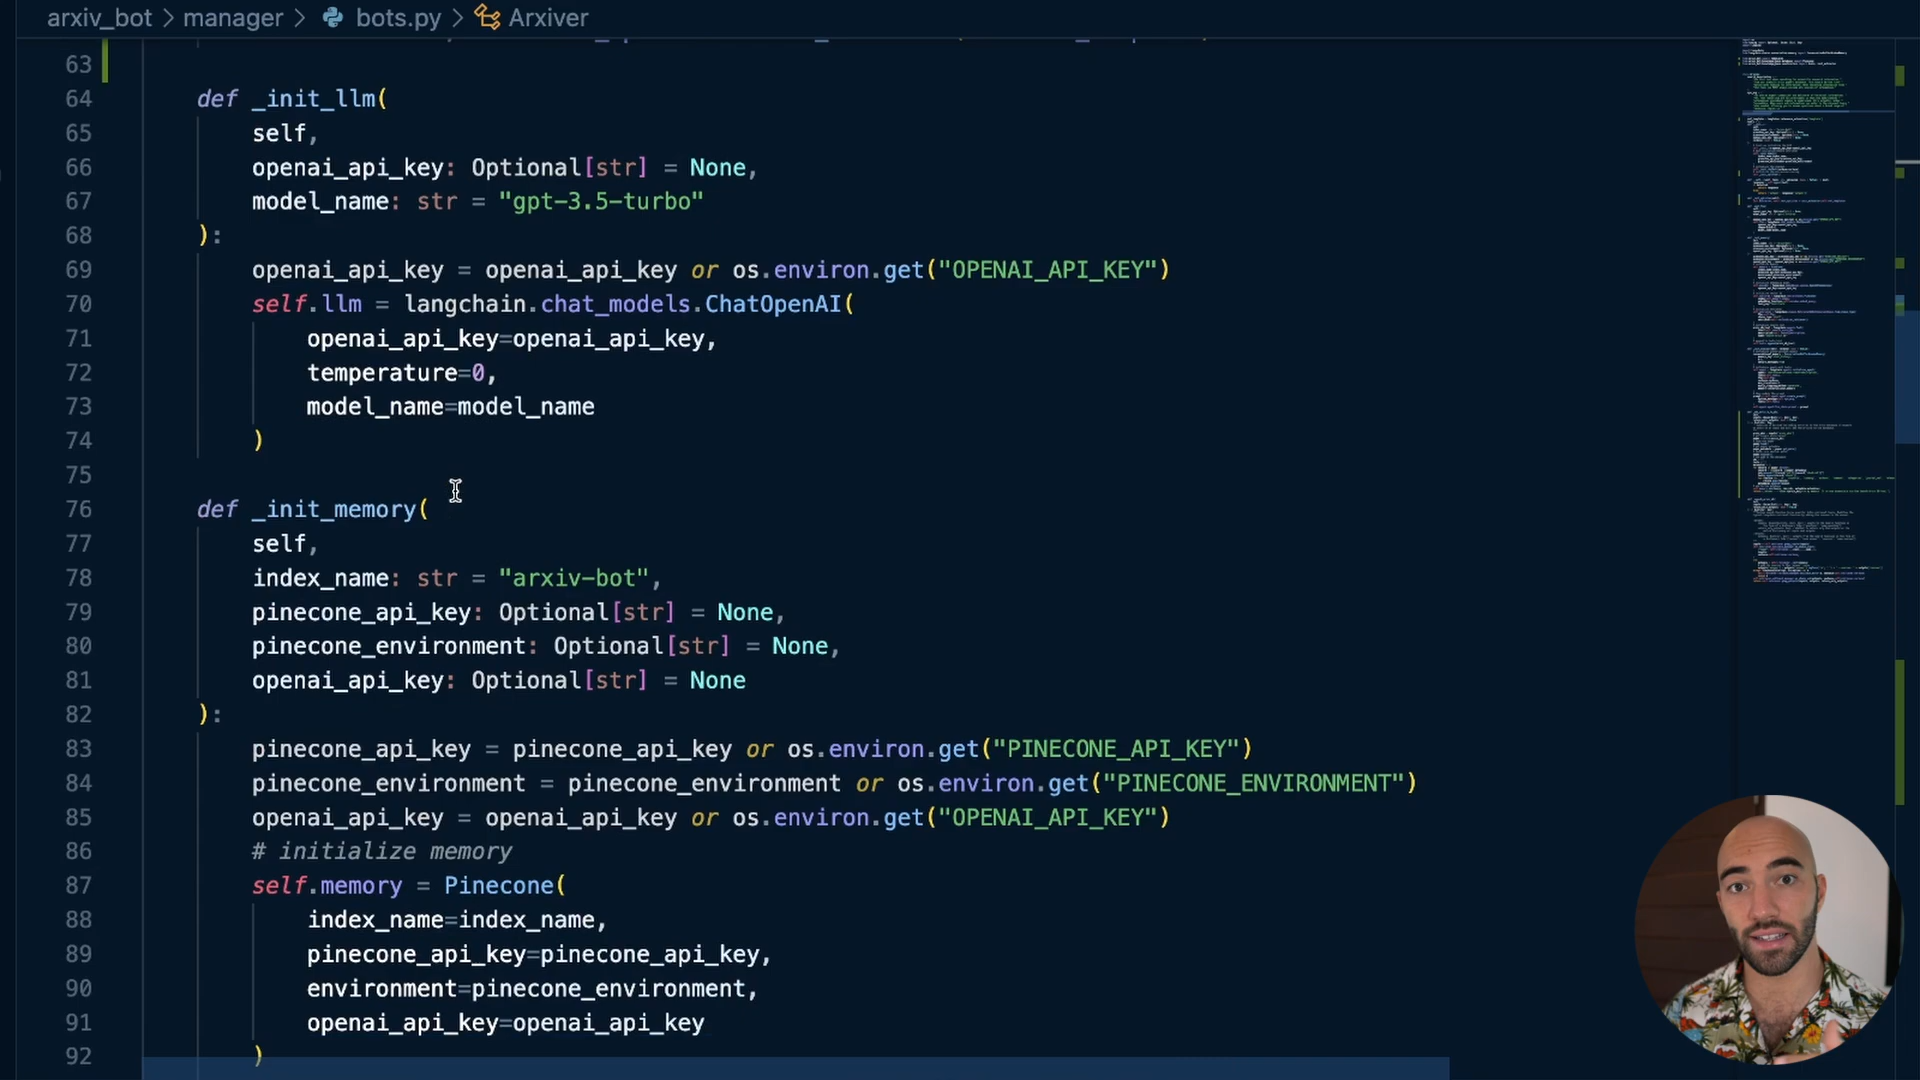 arxiv_bot > manager > bots.py > Arxiver
63
64 def _init_llm(
65 self,
66 openai_api_key: Optional[str] = None,
67 model_name: str = "gpt-3.5-turbo"
68 ):
69 openai_api_key = openai_api_key or os.environ.get("OPENAI_API_KEY")
70 self.llm = langchain.chat_models.ChatOpenAI(
71 openai_api_key=openai_api_key,
72 temperature=0,
73 model_name=model_name
74 )
75
76 def _init_memory(
77 self,
78 index_name: str = "arxiv-bot",
79 pinecone_api_key: Optional[str] = None,
80 pinecone_environment: Optional[str] = None,
81 openai_api_key: Optional[str] = None
82 ):
83 pinecone_api_key = pinecone_api_key or os.environ.get("PINECONE_API_KEY")
84 pinecone_environment = pinecone_environment or os.environ.get("PINECONE_ENVIRONMENT")
85 openai_api_key = openai_api_key or os.environ.get("OPENAI_API_KEY")
86 # initialize memory
87 self.memory = Pinecone(
88 index_name=index_name,
89 pinecone_api_key=pinecone_api_key,
90 environment=pinecone_environment,
91 openai_api_key=openai_api_key
92 )